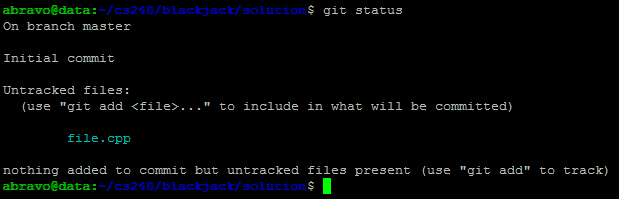 abravo@data:~/cs240/blackjack/solution$ git status
On branch master
Initial commit
Untracked files:
(use "git add <file>..." to include in what will be committed)
file.cpp
nothing added to commit but untracked files present (use "git add" to track)
abravo@data:~/cs240/blackjack/solution$